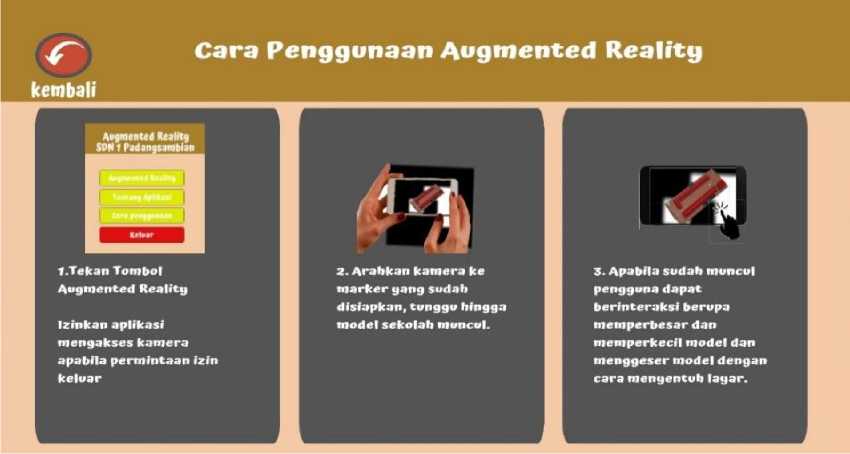 Cara Penggunaan Augmented Reality
kembali
Augmented Reality
SDN 1 Padangsambian
Augmented Reality
Tentang Aplikasi
Cara penggunaan
Keluar
1.Tekan Tombol
Augmented Reality
Izinkan aplikasi
mengakses kamera
apabila permintaan izin
keluar
2. Arahkan kamera ke
marker yang sudah
disiapkan, tunggu hingga
model sekolah muncul.
3. Apabila sudah muncul
pengguna dapat
berinteraksi berupa
memperbesar dan
memperkecil model dan
menggeser model dengan
cara menyentuh layar.